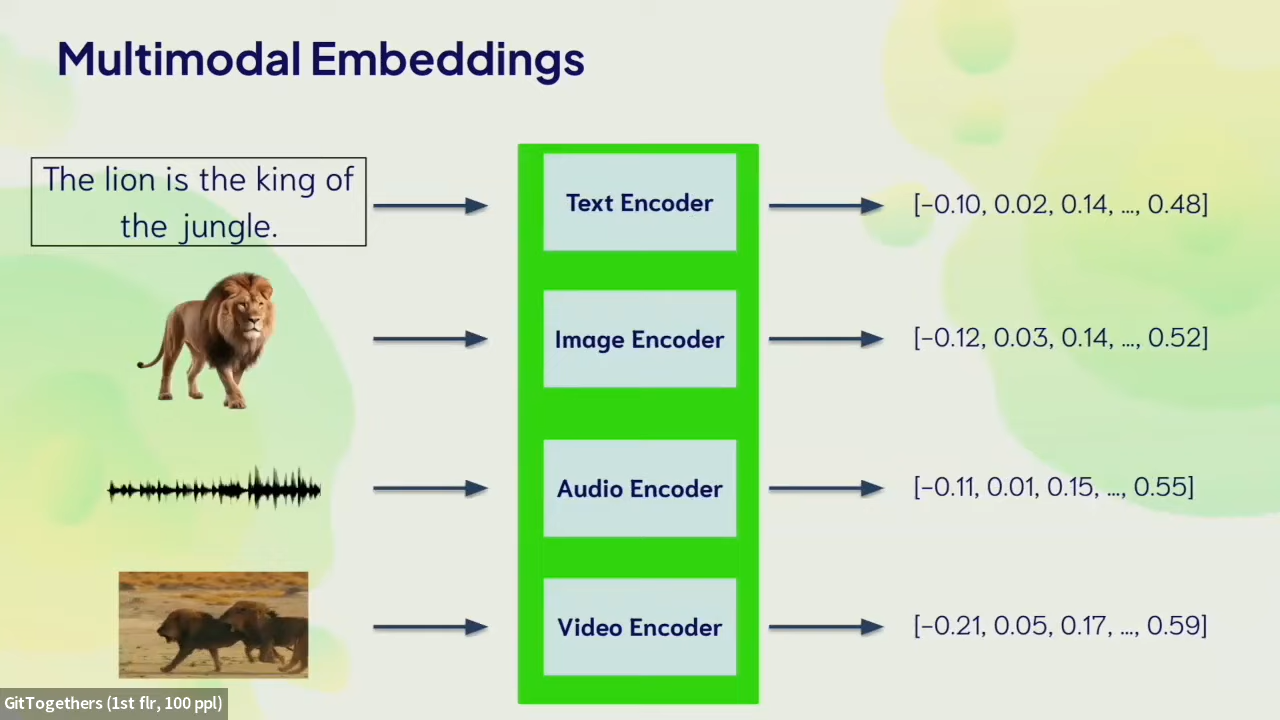 Multimodal Embeddings
The lion is the king of
the jungle.
Text Encoder
[-0.10, 0.02, 0.14, ..., 0.48]
Image Encoder
[-0.12, 0.03, 0.14, ..., 0.52]
Audio Encoder
[-0.11, 0.01, 0.15, ..., 0.55]
Video Encoder
[-0.21, 0.05, 0.17, ..., 0.59]
GitTogethers (1st flr, 100 ppl)